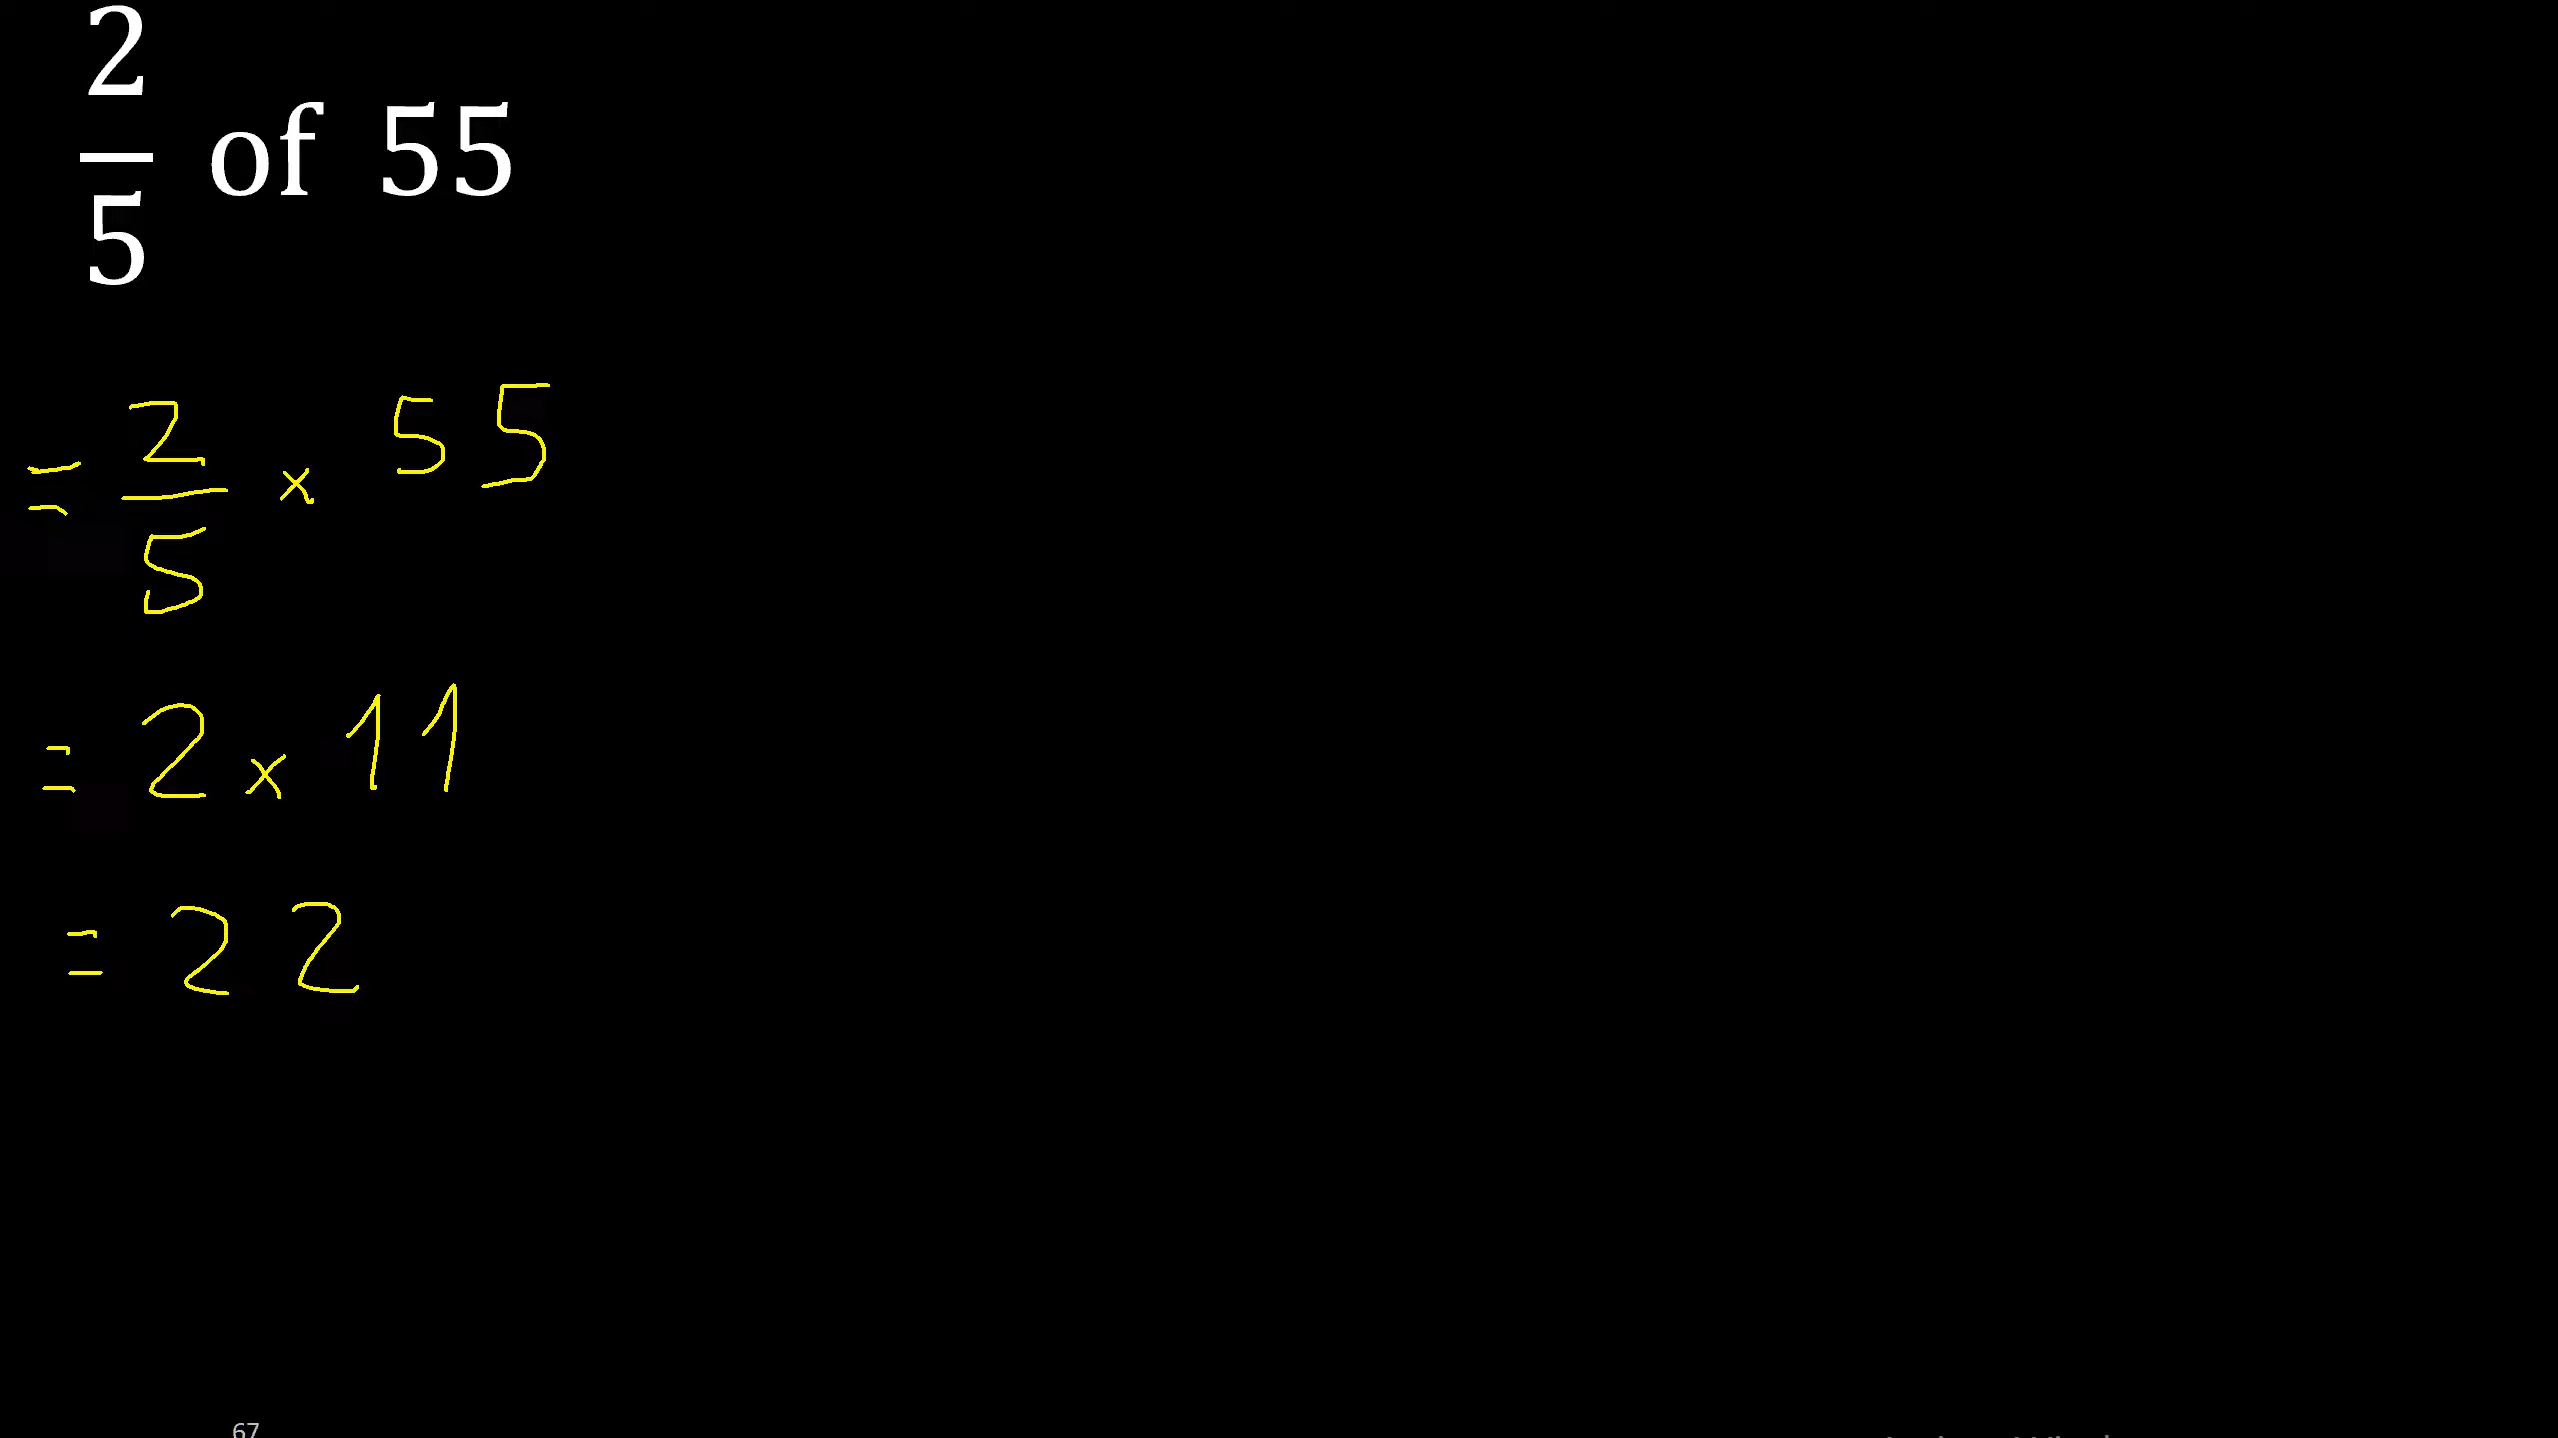 2/5 of 55
= 2/5 × 55
= 2 × 11
= 22
67